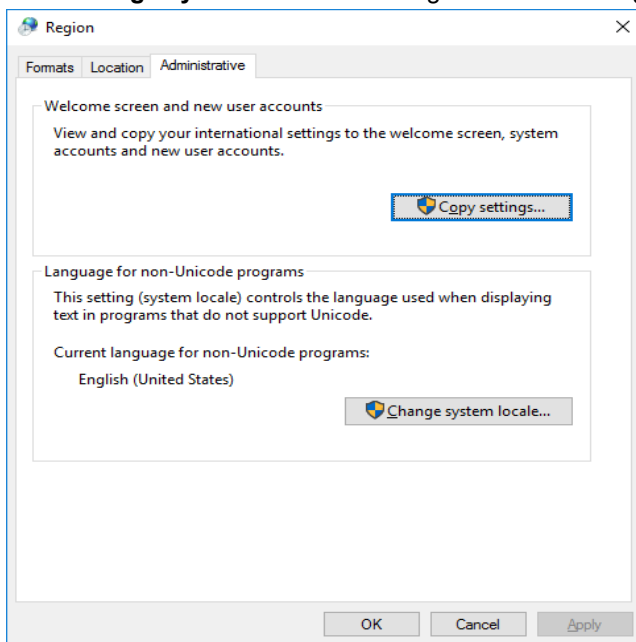 Region
Formats Location Administrative
Welcome screen and new user accounts
View and copy your international settings to the welcome screen, system
accounts and new user accounts.
Copy settings...
Language for non-Unicode programs
This setting (system locale) controls the language used when displaying
text in programs that do not support Unicode.
Current language for non-Unicode programs:
English (United States)
Change system locale...
OK Cancel Apply